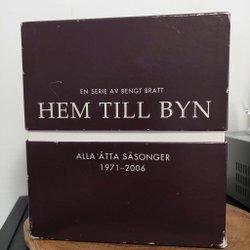 EN SERIE AV BENGT BRATT
HEM TILL BYN
ALLA ÅTTA SÄSONGER
1971–2006